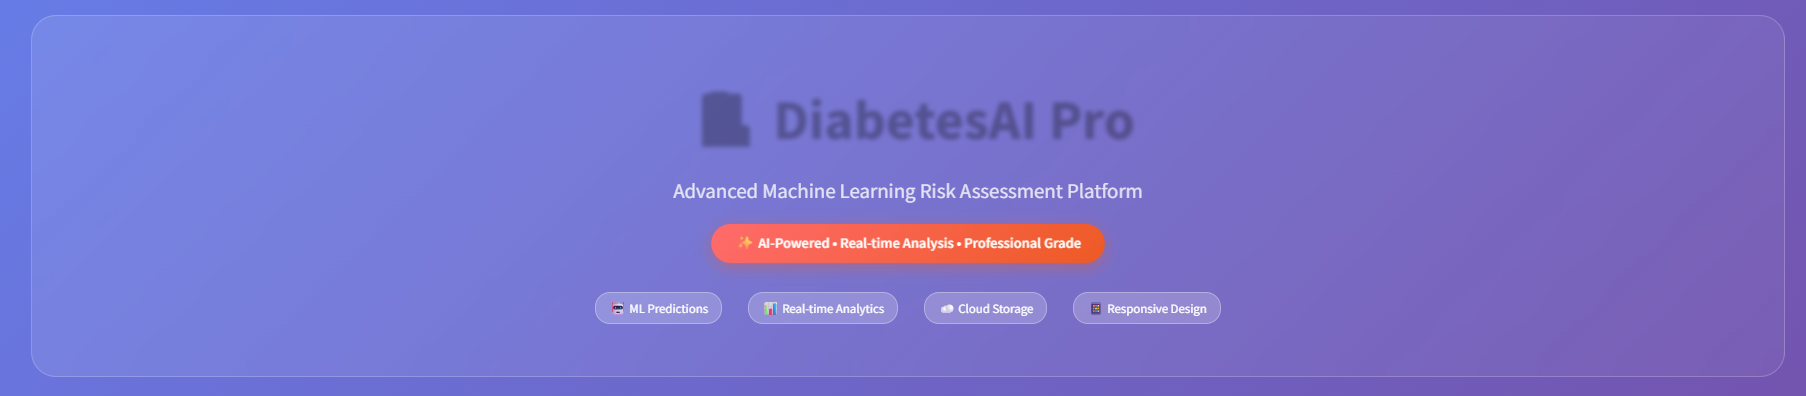 DiabetesAI Pro
Advanced Machine Learning Risk Assessment Platform
✨ AI-Powered • Real-time Analysis • Professional Grade
ML Predictions
Real-time Analytics
Cloud Storage
Responsive Design